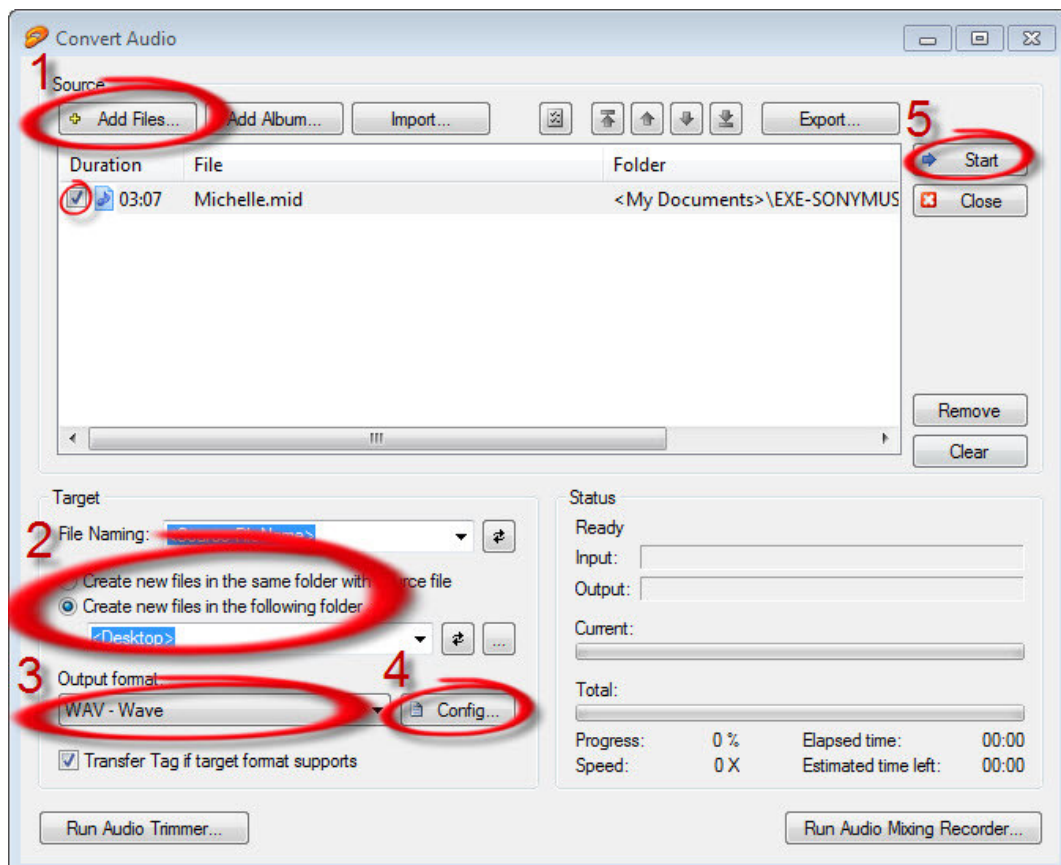 Convert Audio
1
Source
Add Files... Add Album... Import... Export...
5
Start
Duration File Folder
03:07 Michelle.mid <My Documents>\EXE-SONYMUS
Close
Remove
Clear
Target
2
File Naming:
Create new files in the same folder with source file
Create new files in the following folder
<Desktop>
3
Output format:
4
WAV - Wave Config...
Transfer Tag if target format supports
Status
Ready
Input:
Output:
Current:
Total:
Progress: 0 % Elapsed time: 00:00
Speed: 0 X Estimated time left: 00:00
Run Audio Trimmer... Run Audio Mixing Recorder...